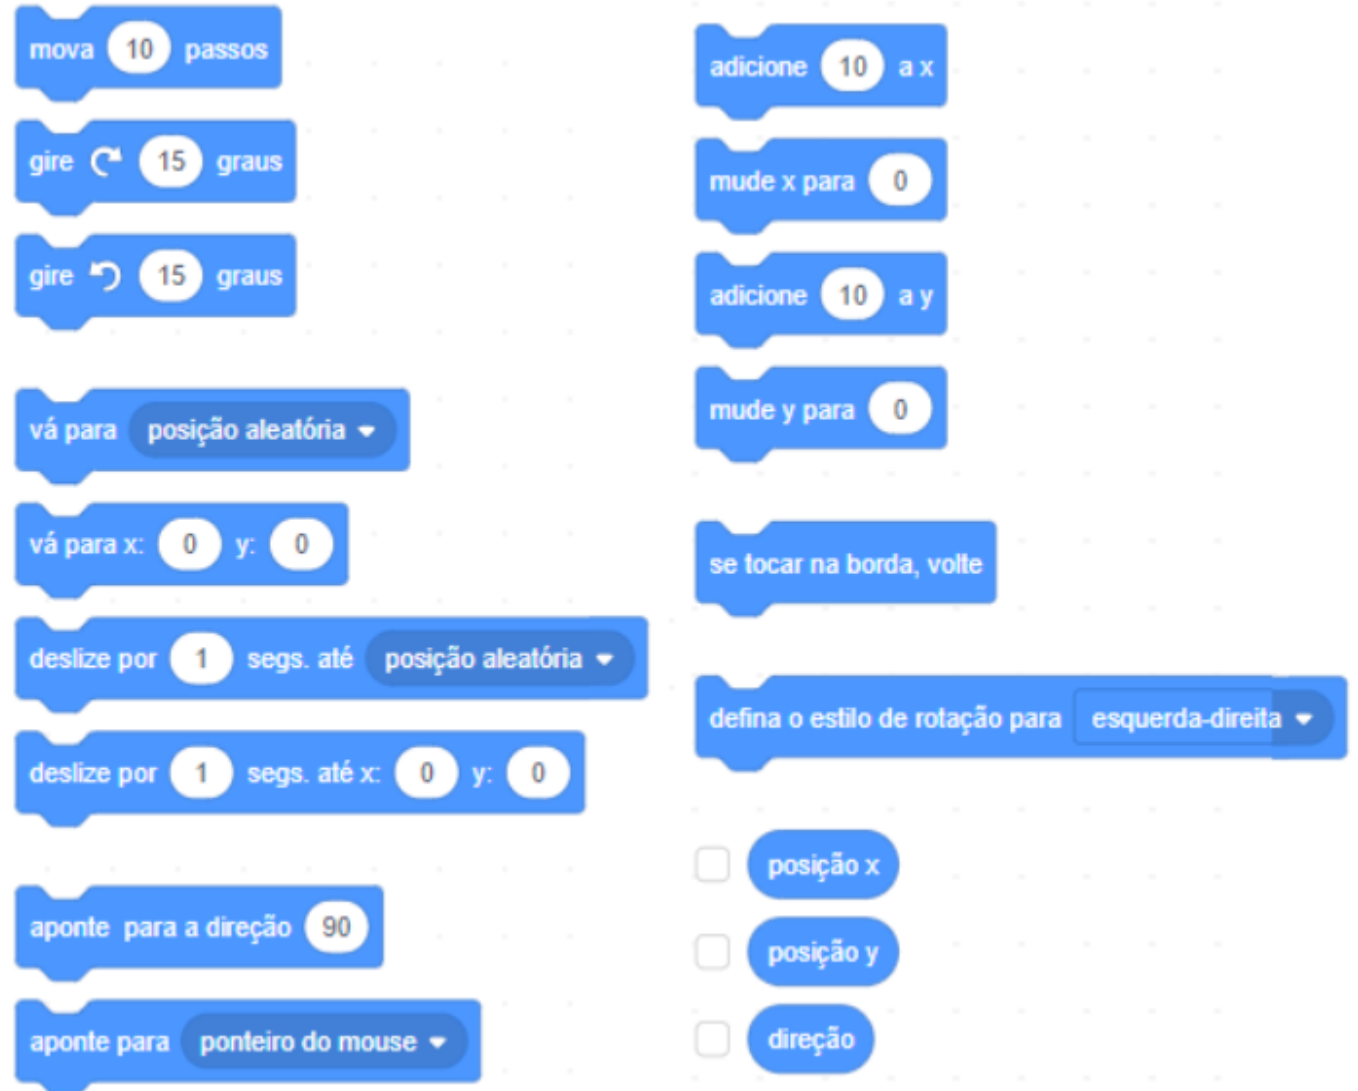 mova 10 passos
gire 15 graus
gire 15 graus
vá para posição aleatória
vá para x: 0 y: 0
deslize por 1 segs. até posição aleatória
deslize por 1 segs. até x: 0 y: 0
aponte para a direção 90
aponte para ponteiro do mouse
adicione 10 a x
mude x para 0
adicione 10 a y
mude y para 0
se tocar na borda, volte
defina o estilo de rotação para esquerda-direita
posição x
posição y
direção